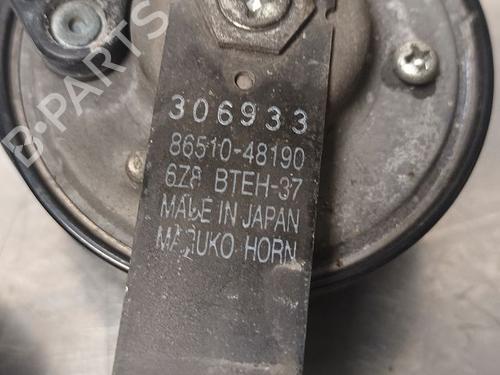 306933
86510-48190
6Z8 BTEH-37
MADE IN JAPAN
MARUKO HORN
B-PARTS